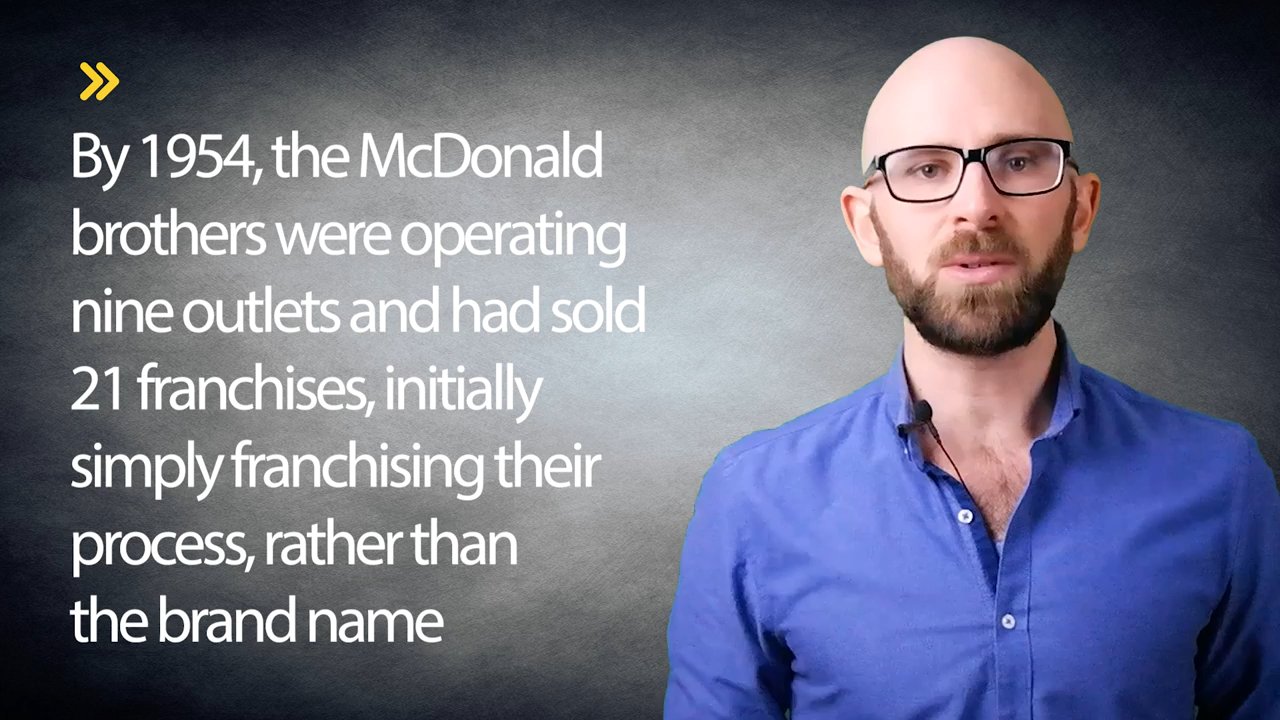 By 1954, the McDonald
brothers were operating
nine outlets and had sold
21 franchises, initially
simply franchising their
process, rather than
the brand name